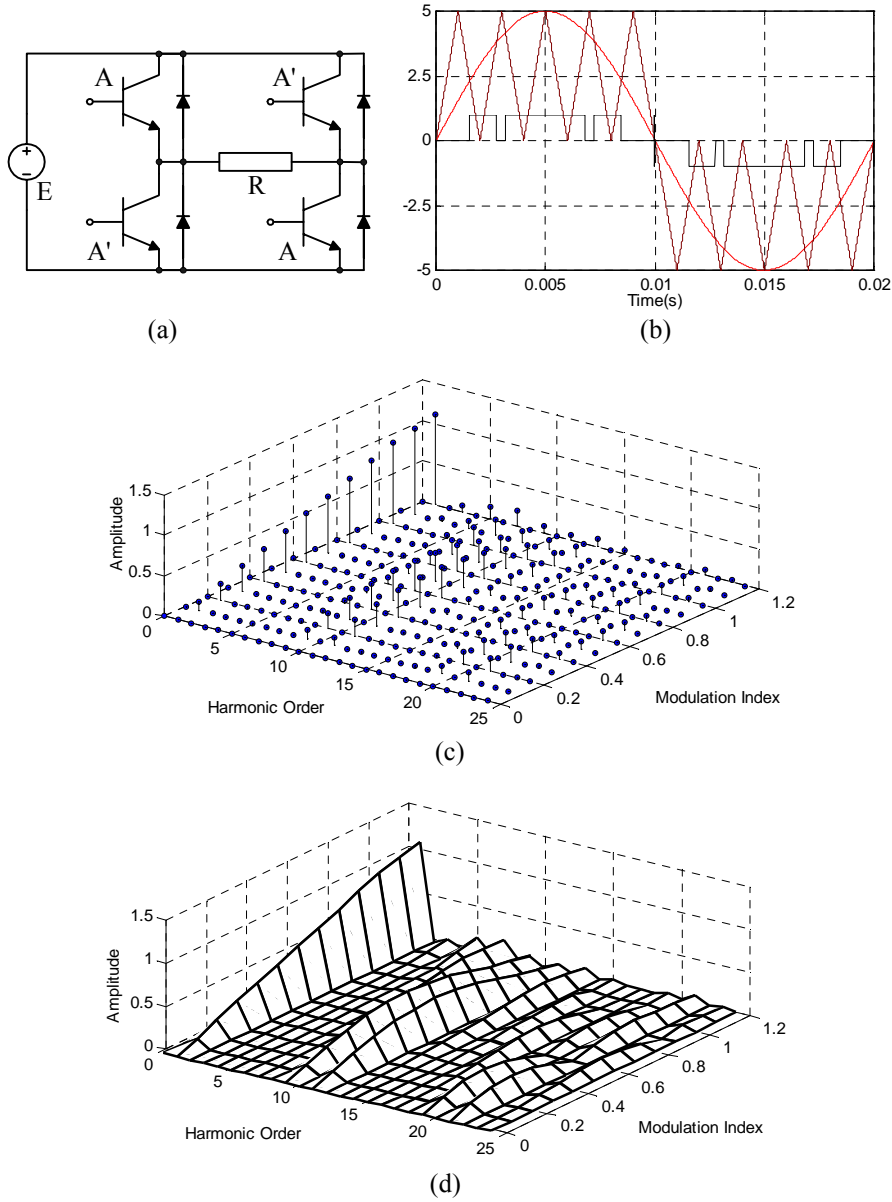 A
A'
E
R
A'
A
(a)
5
2.5
0
-2.5
-5
0
0.005
0.01
0.015
0.02
Time(s)
(b)
1.5
1
0.5
0
Amplitude
0
5
10
15
20
25
Harmonic Order
0
0.2
0.4
0.6
0.8
1
1.2
Modulation Index
(c)
1.5
1
0.5
0
Amplitude
0
5
10
15
20
25
Harmonic Order
0
0.2
0.4
0.6
0.8
1
1.2
Modulation Index
(d)